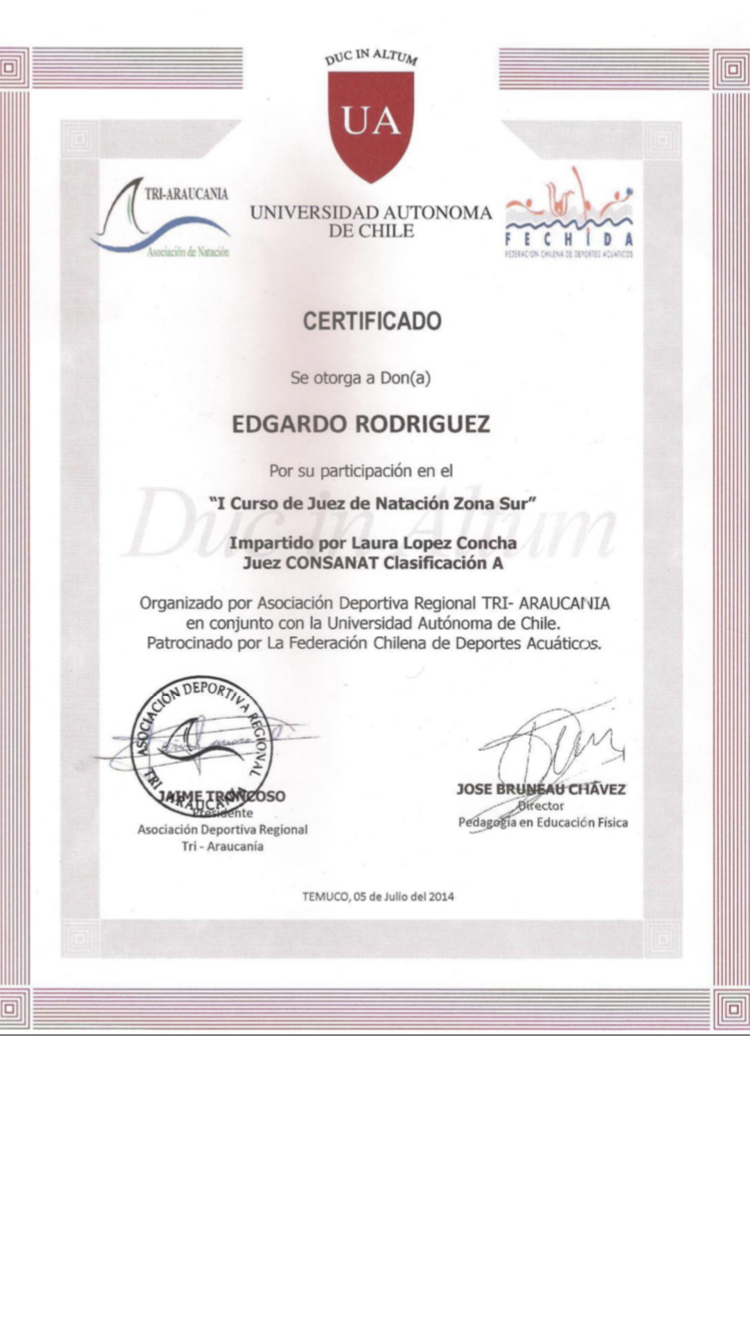 DUC IN ALTUM
UA
TRI-ARAUCANIA
Asociación de Natación
UNIVERSIDAD AUTONOMA
DE CHILE
FECHIDA
FEDERACION CHILENA DE DEPORTES ACUATICOS
CERTIFICADO
Se otorga a Don(a)
EDGARDO RODRIGUEZ
Por su participación en el
Duc in Altum
“I Curso de Juez de Natación Zona Sur”
Impartido por Laura Lopez Concha
Juez CONSANAT Clasificación A
Organizado por Asociación Deportiva Regional TRI- ARAUCANIA
en conjunto con la Universidad Autónoma de Chile.
Patrocinado por La Federación Chilena de Deportes Acuáticos.
ASOCIACIÓN DEPORTIVA REGIONAL
TRI ARAUCANIA
JAIME TRONCOSO
Presidente
Asociación Deportiva Regional
Tri - Araucanía
JOSE BRUNEAU CHÁVEZ
Director
Pedagogía en Educación Física
TEMUCO, 05 de Julio del 2014